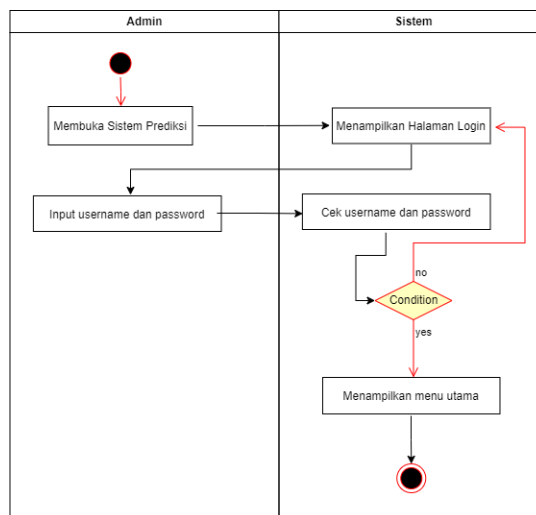 Admin
Sistem
Membuka Sistem Prediksi
Menampilkan Halaman Login
Input username dan password
Cek username dan password
no
Condition
yes
Menampilkan menu utama